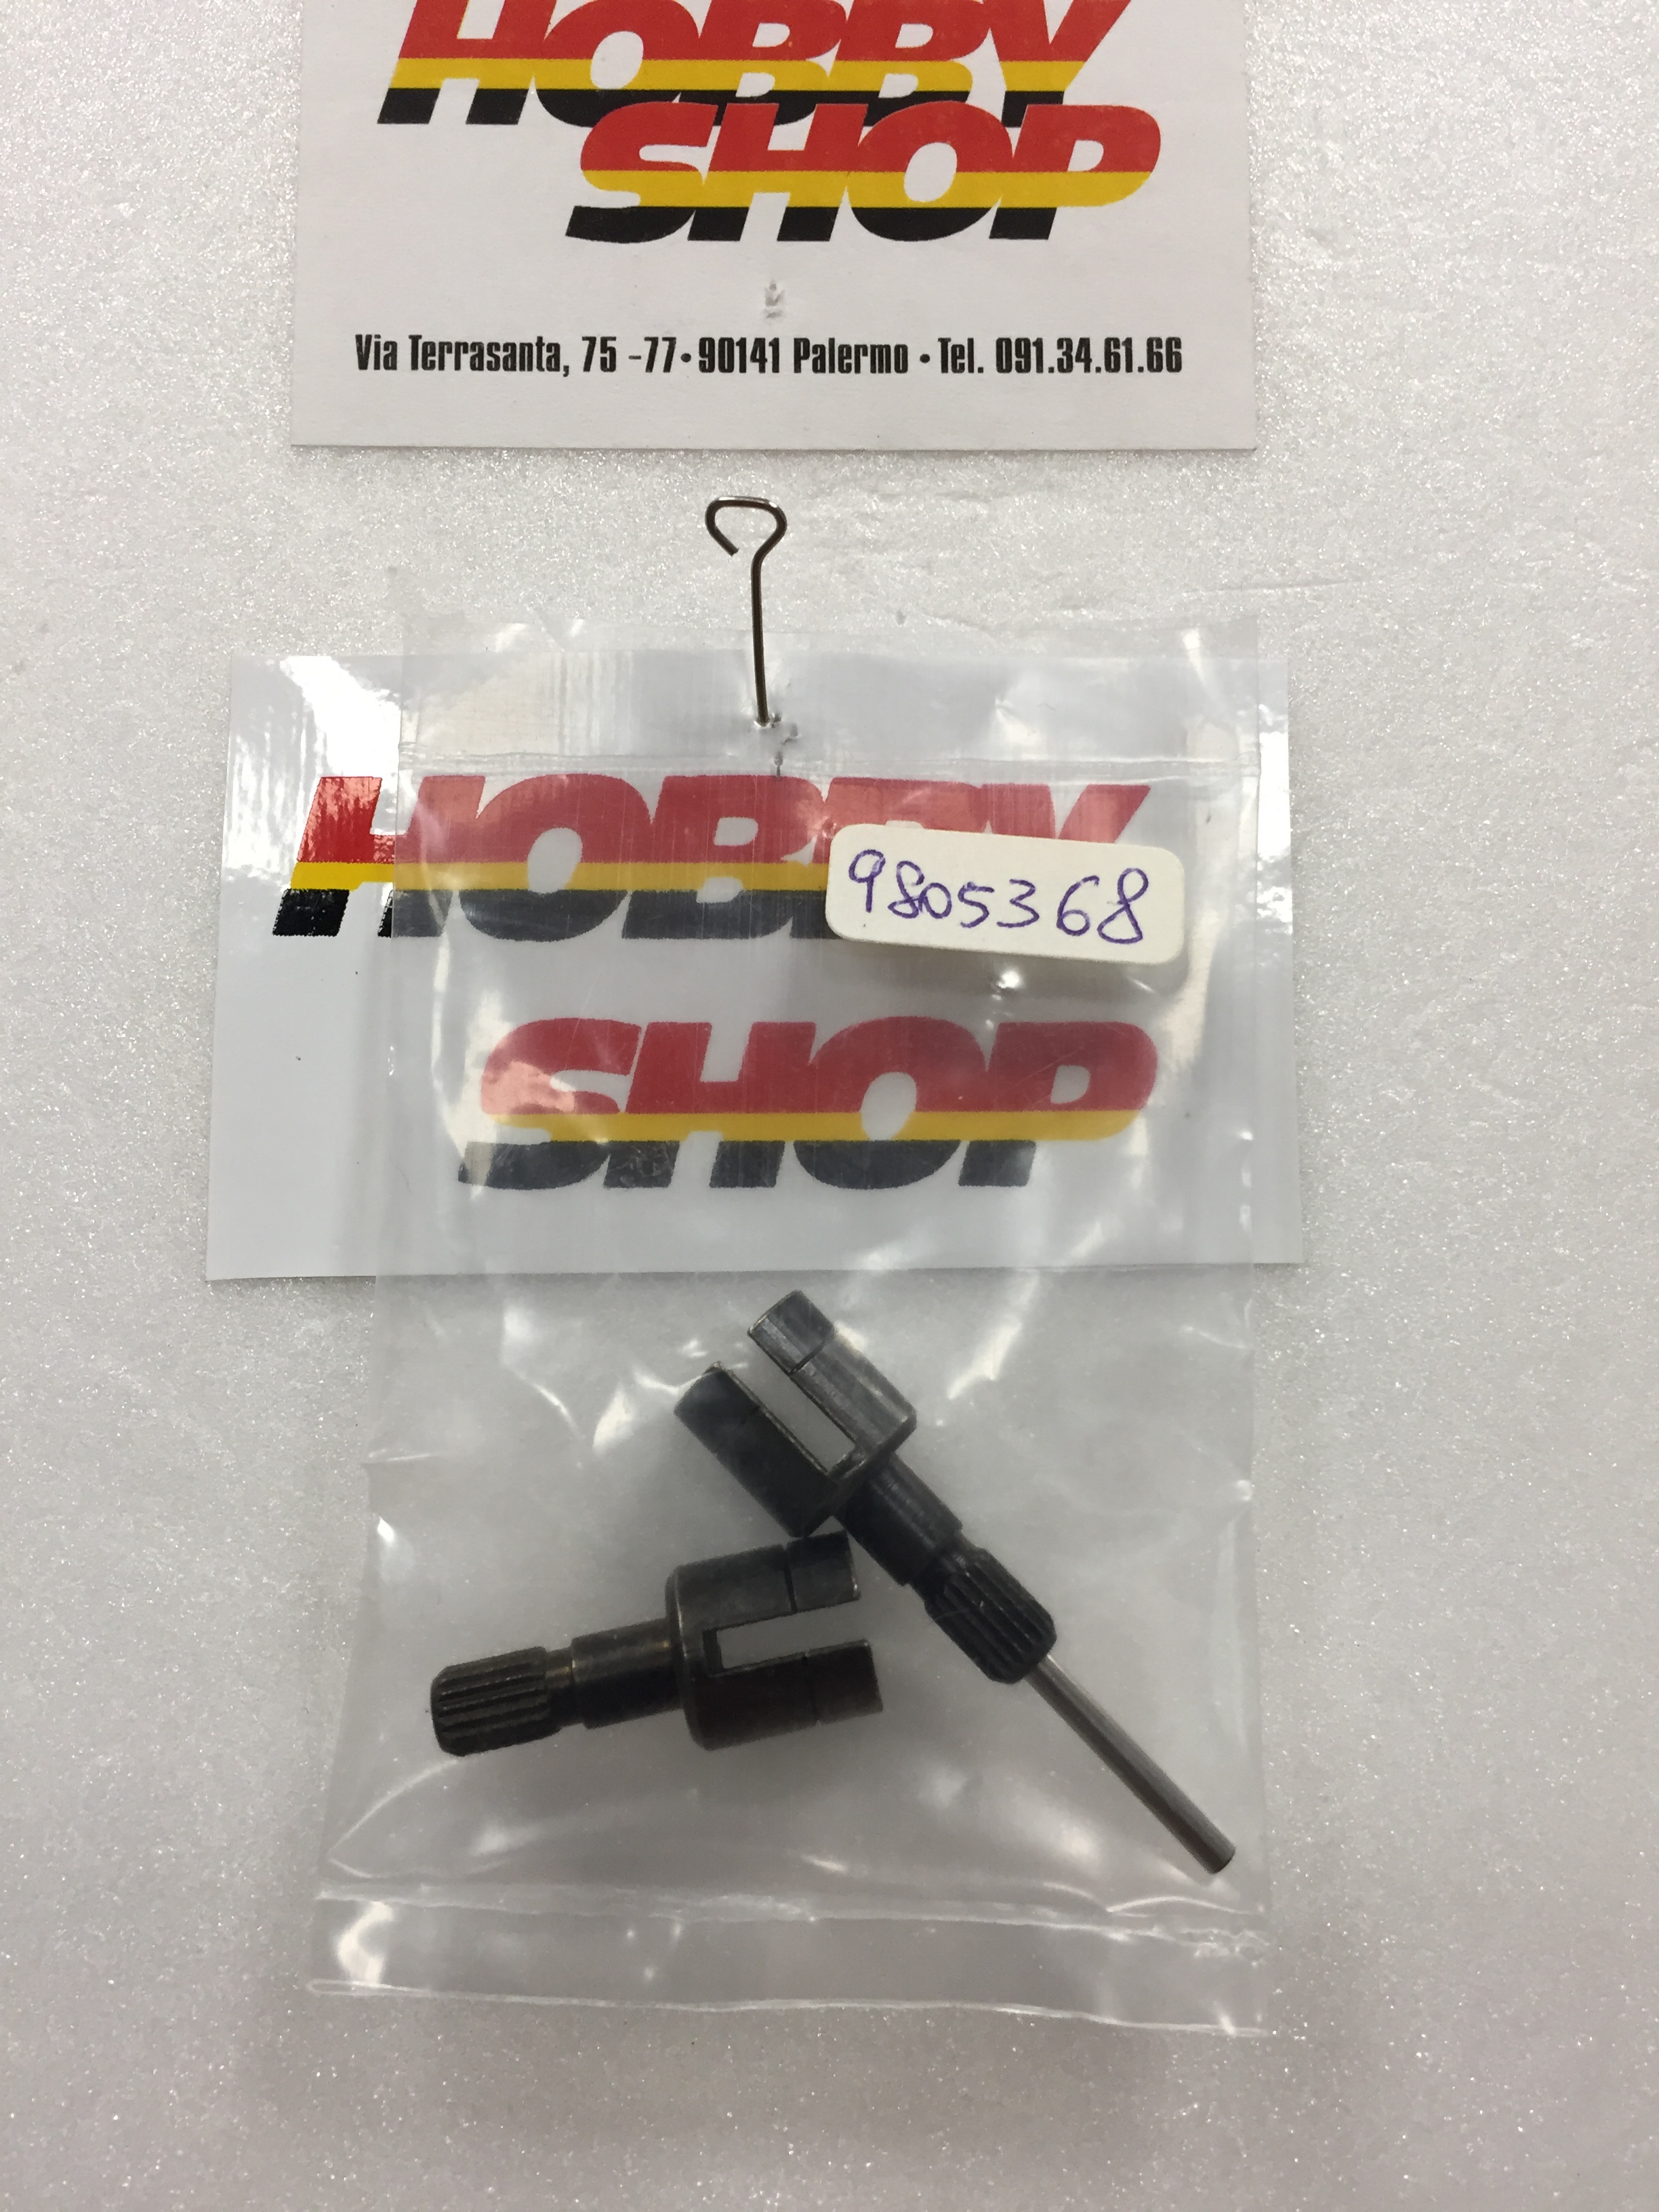 HOBBY
SHOP
Via Terrasanta, 75 -77•90141 Palermo • Tel. 091.34.61.66
HOBBY
9805368
SHOP